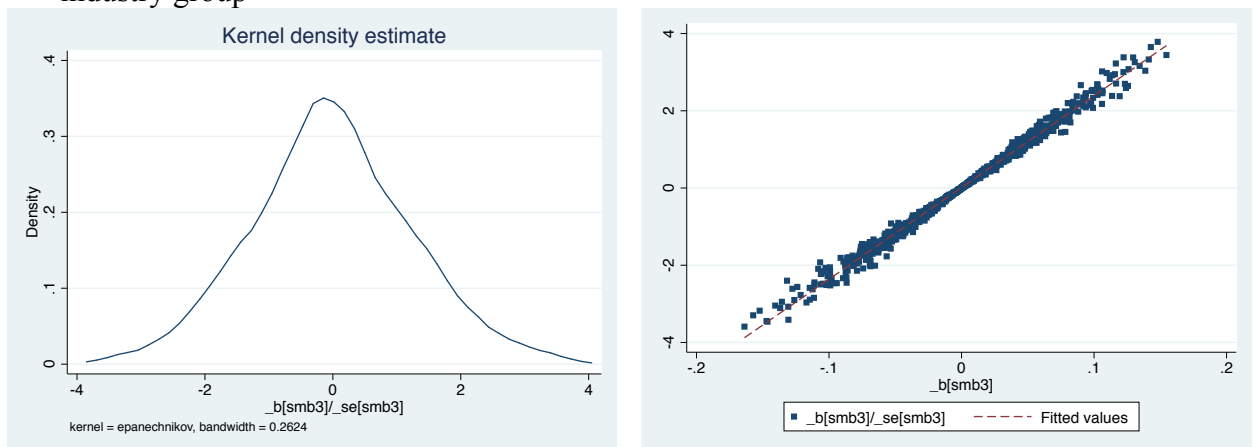 industry group
Kernel density estimate
.4
.3
.2
.1
0
Density
-4 -2 0 2 4
_b[smb3]/_se[smb3]
kernel = epanechnikov, bandwidth = 0.2624
4
2
0
-2
-4
-.2 -.1 0 .1 .2
_b[smb3]
_b[smb3]/_se[smb3] Fitted values